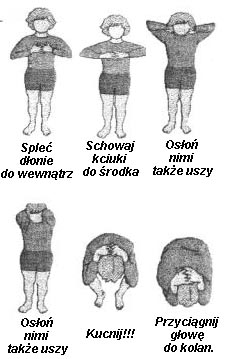 Spleć
dłonie
do wewnątrz
Schowaj
kciuki
do środka
Osłoń
nimi
także uszy
Osłoń
nimi
także uszy
Kucnij!!!
Przyciągnij
głowę
do kolan.